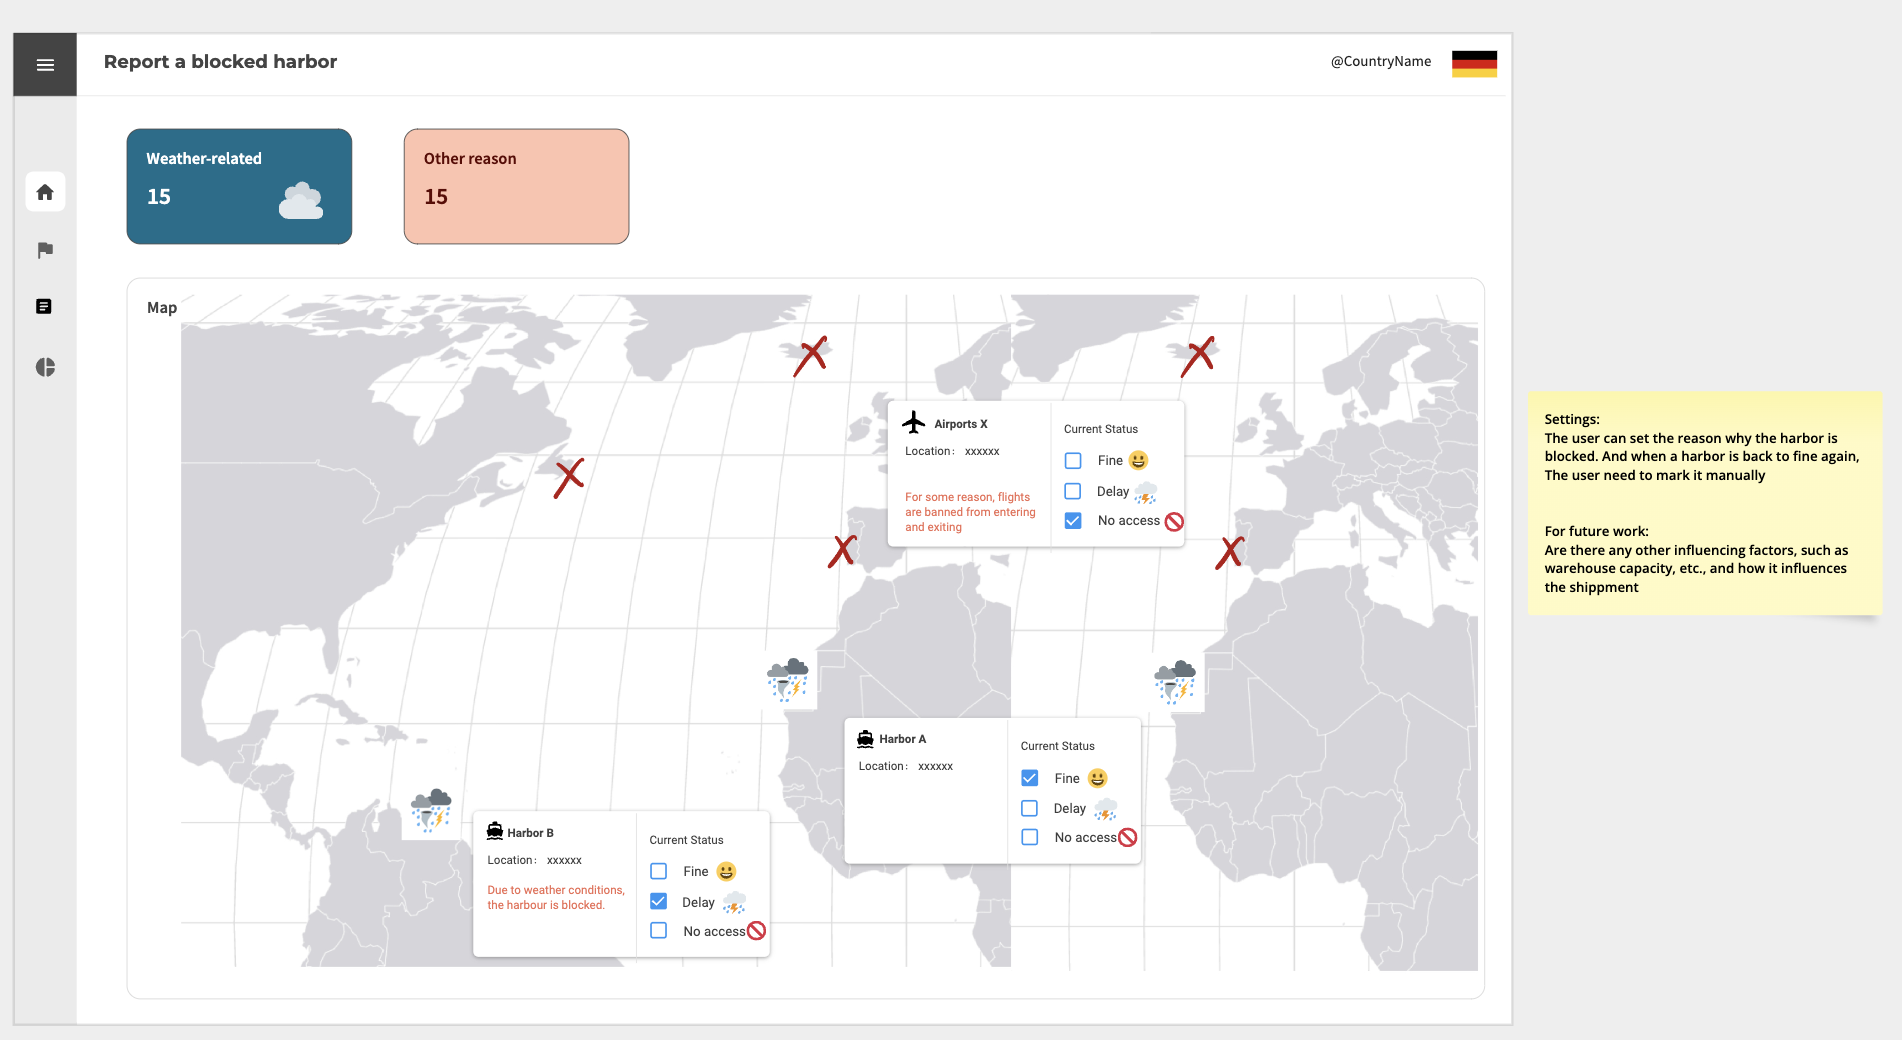 Report a blocked harbor
@CountryName
Weather-related
15
Other reason
15
Map
Airports X
Location: xxxxxx
For some reason, flights
are banned from entering
and exiting
Current Status
Fine
Delay
No access
Harbor A
Location: xxxxxx
Current Status
Fine
Delay
No access
Harbor B
Location: xxxxxx
Due to weather conditions,
the harbour is blocked.
Current Status
Fine
Delay
No access
Settings:
The user can set the reason why the harbor is
blocked. And when a harbor is back to fine again,
The user need to mark it manually
For future work:
Are there any other influencing factors, such as
warehouse capacity, etc., and how it influences
the shippment